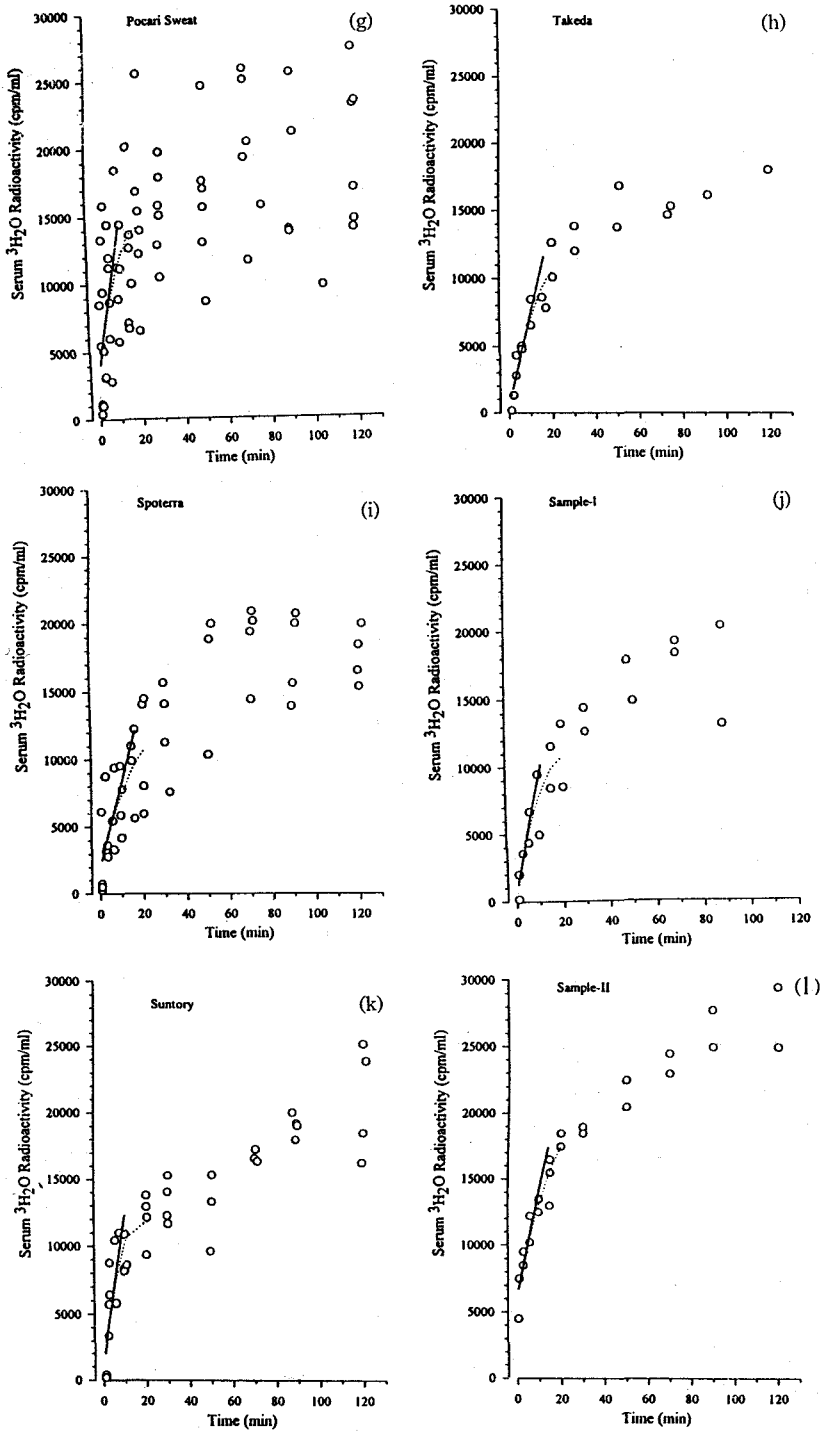 Pocari Sweat
(g)
30000
25000
20000
15000
10000
5000
0
Serum ³H₂O Radioactivity (cpm/ml)
0 20 40 60 80 100 120
Time (min)
Takeda
(h)
30000
25000
20000
15000
10000
5000
0
Serum ³H₂O Radioactivity (cpm/ml)
0 20 40 60 80 100 120
Time (min)
Spoterra
(i)
30000
25000
20000
15000
10000
5000
0
Serum ³H₂O Radioactivity (cpm/ml)
0 20 40 60 80 100 120
Time (min)
Sample-I
(j)
30000
25000
20000
15000
10000
5000
0
Serum ³H₂O Radioactivity (cpm/ml)
0 20 40 60 80 100 120
Time (min)
Suntory
(k)
30000
25000
20000
15000
10000
5000
0
Serum ³H₂O Radioactivity (cpm/ml)
0 20 40 60 80 100 120
Time (min)
Sample-II
(l)
30000
25000
20000
15000
10000
5000
0
Serum ³H₂O Radioactivity (cpm/ml)
0 20 40 60 80 100 120
Time (min)